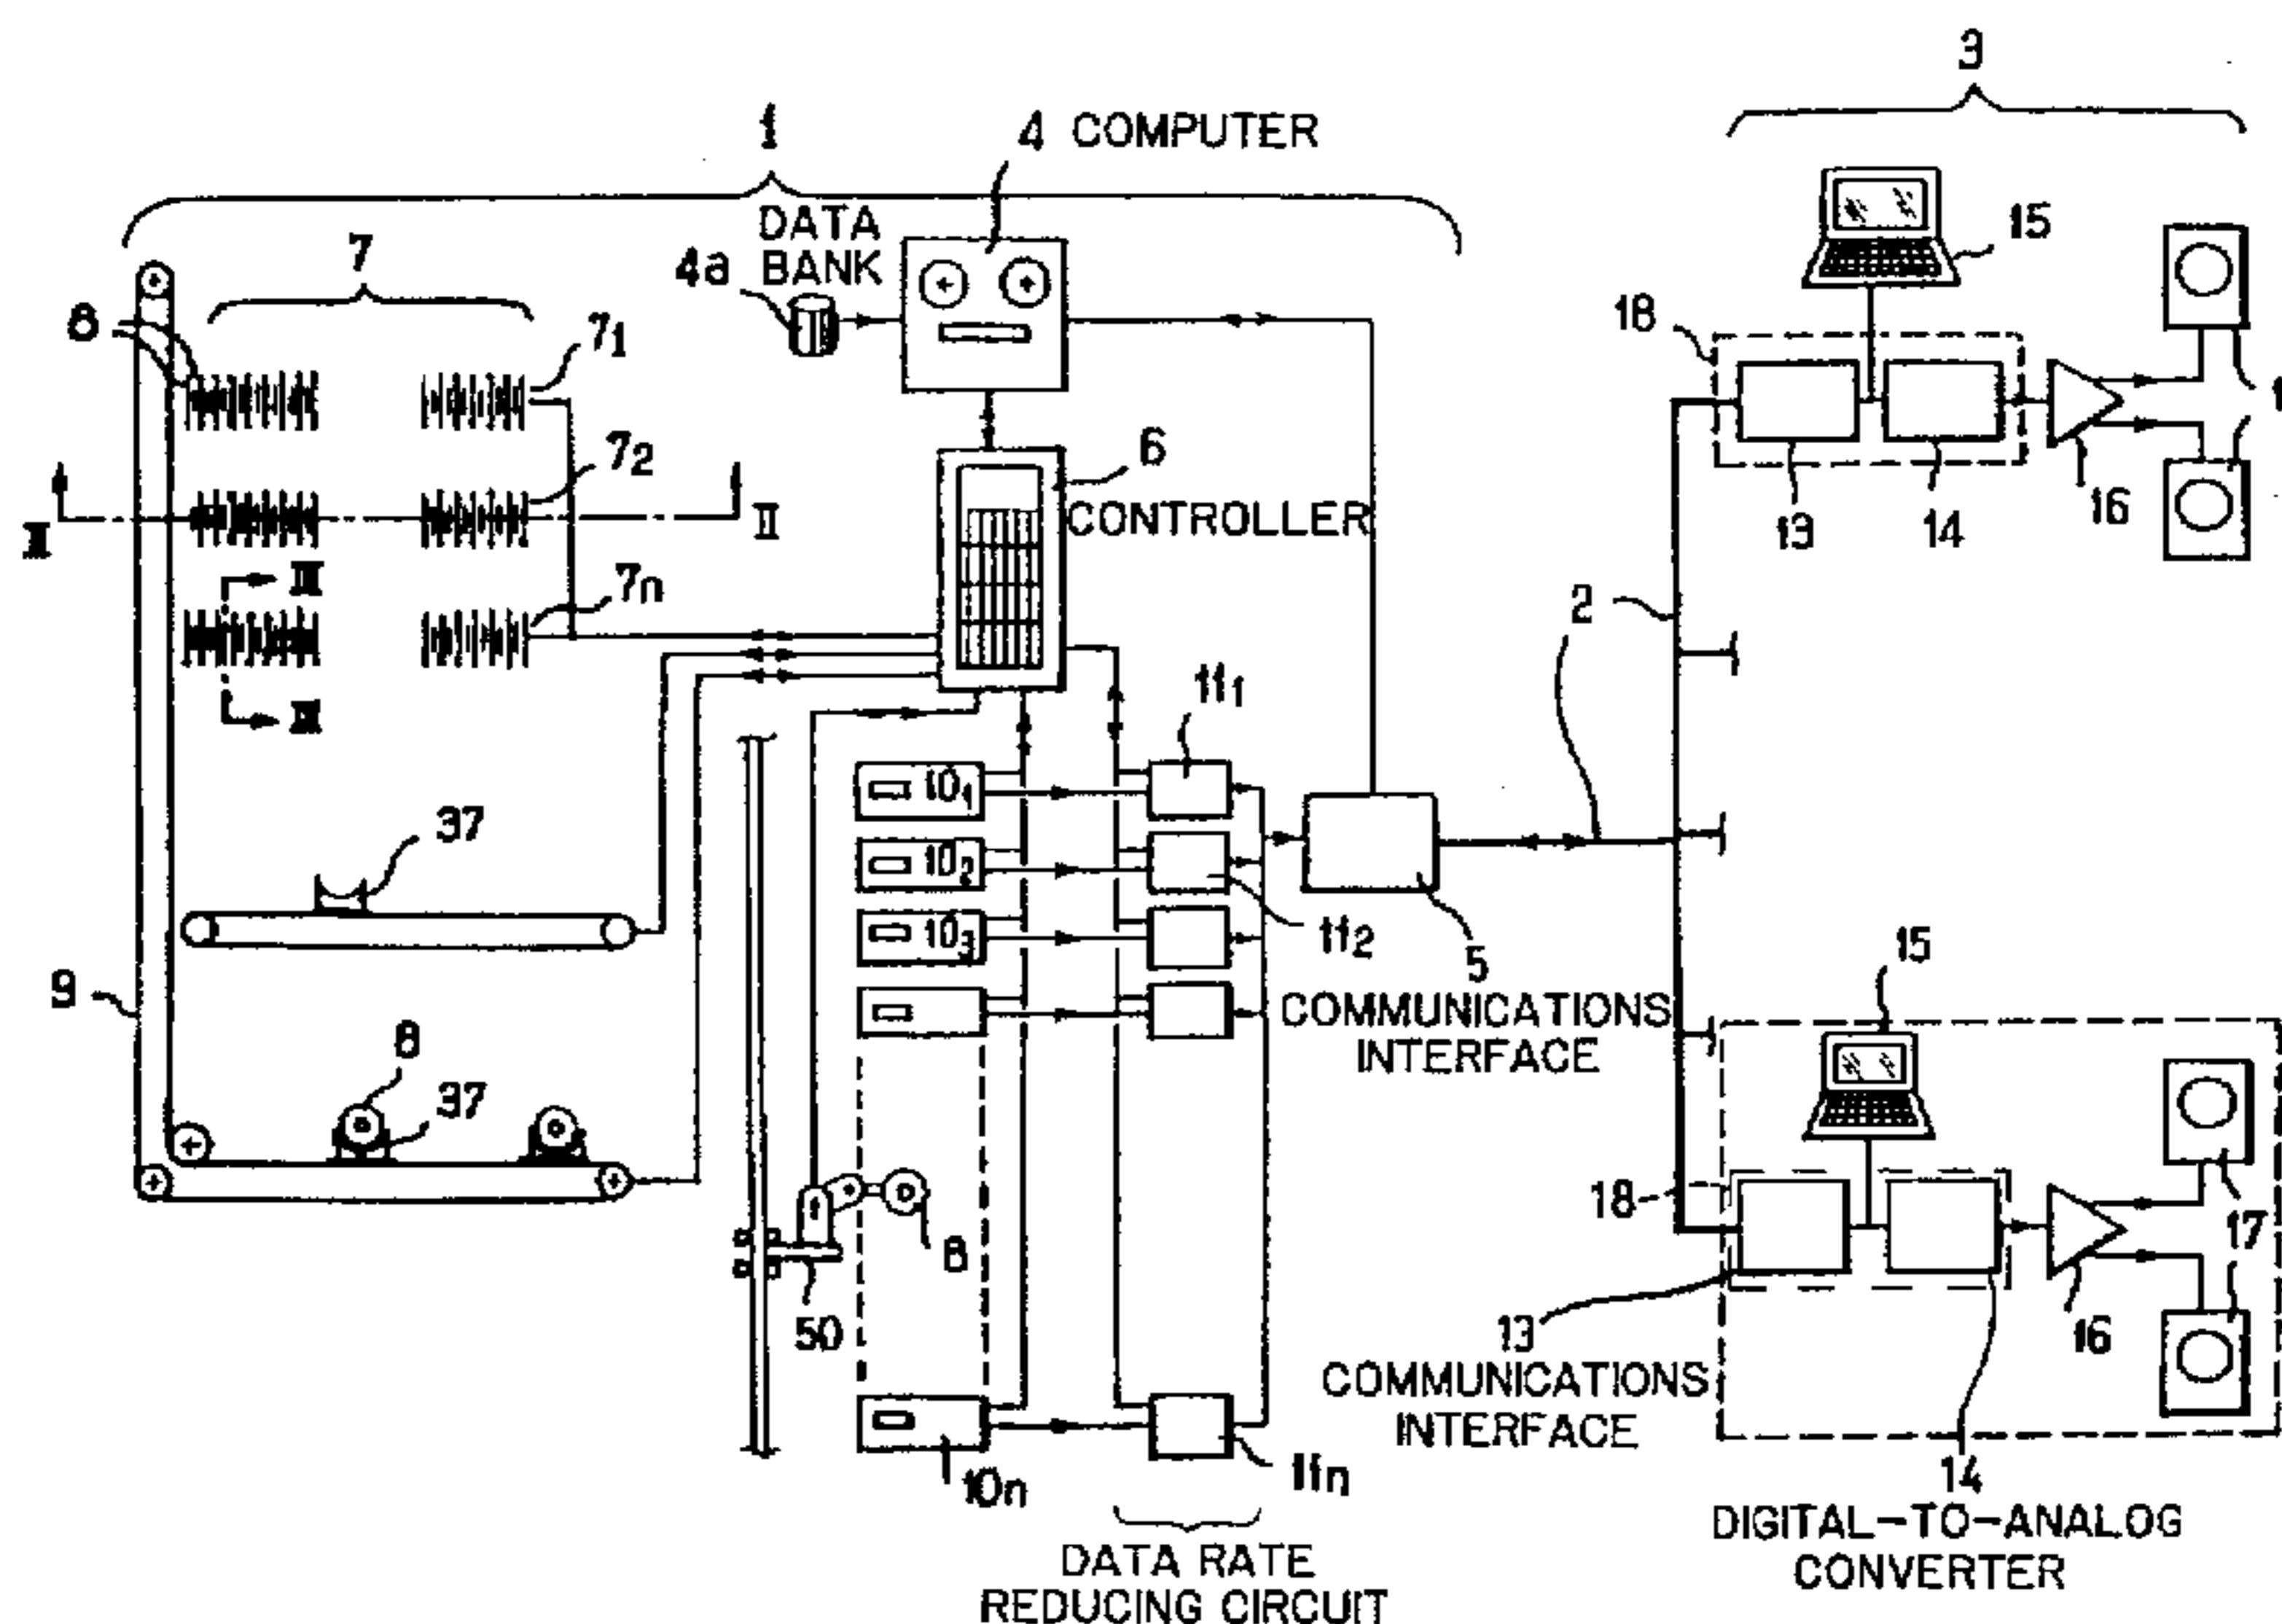 3
1
4 COMPUTER
DATA
BANK
4a
7
8
7₁
15
18
7₂
6
CONTROLLER
II
III
III
7n
13
14
16
2
11₁
10₁
10₂
10₃
11₂
5
COMMUNICATIONS
INTERFACE
37
9
8
37
15
18
17
8
50
13
COMMUNICATIONS
INTERFACE
16
10n
11n
14
DIGITAL-TO-ANALOG
CONVERTER
DATA RATE
REDUCING CIRCUIT